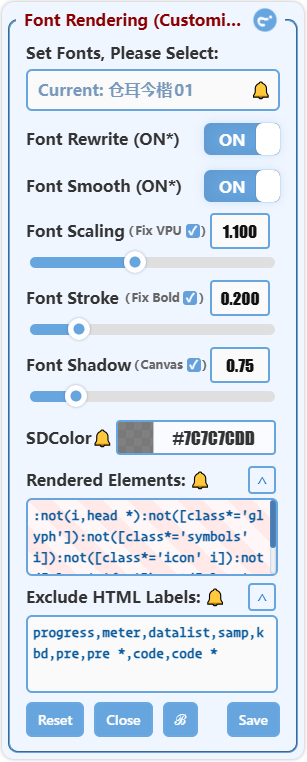 Font Rendering (Customi...
Set Fonts, Please Select:
Current: 仓耳今楷01
Font Rewrite (ON*) ON
Font Smooth (ON*) ON
Font Scaling (Fix VPU) 1.100
Font Stroke (Fix Bold) 0.200
Font Shadow (Canvas) 0.75
SDColor #7C7C7CDD
Rendered Elements:
:not(i,head *):not([class*='gl
yph']):not([class*='symbols'
i]):not([class*='icon' i]):not
Exclude HTML Labels:
progress,meter,datalist,samp,k
bd,pre,pre *,code,code *
Reset Close ℬ Save